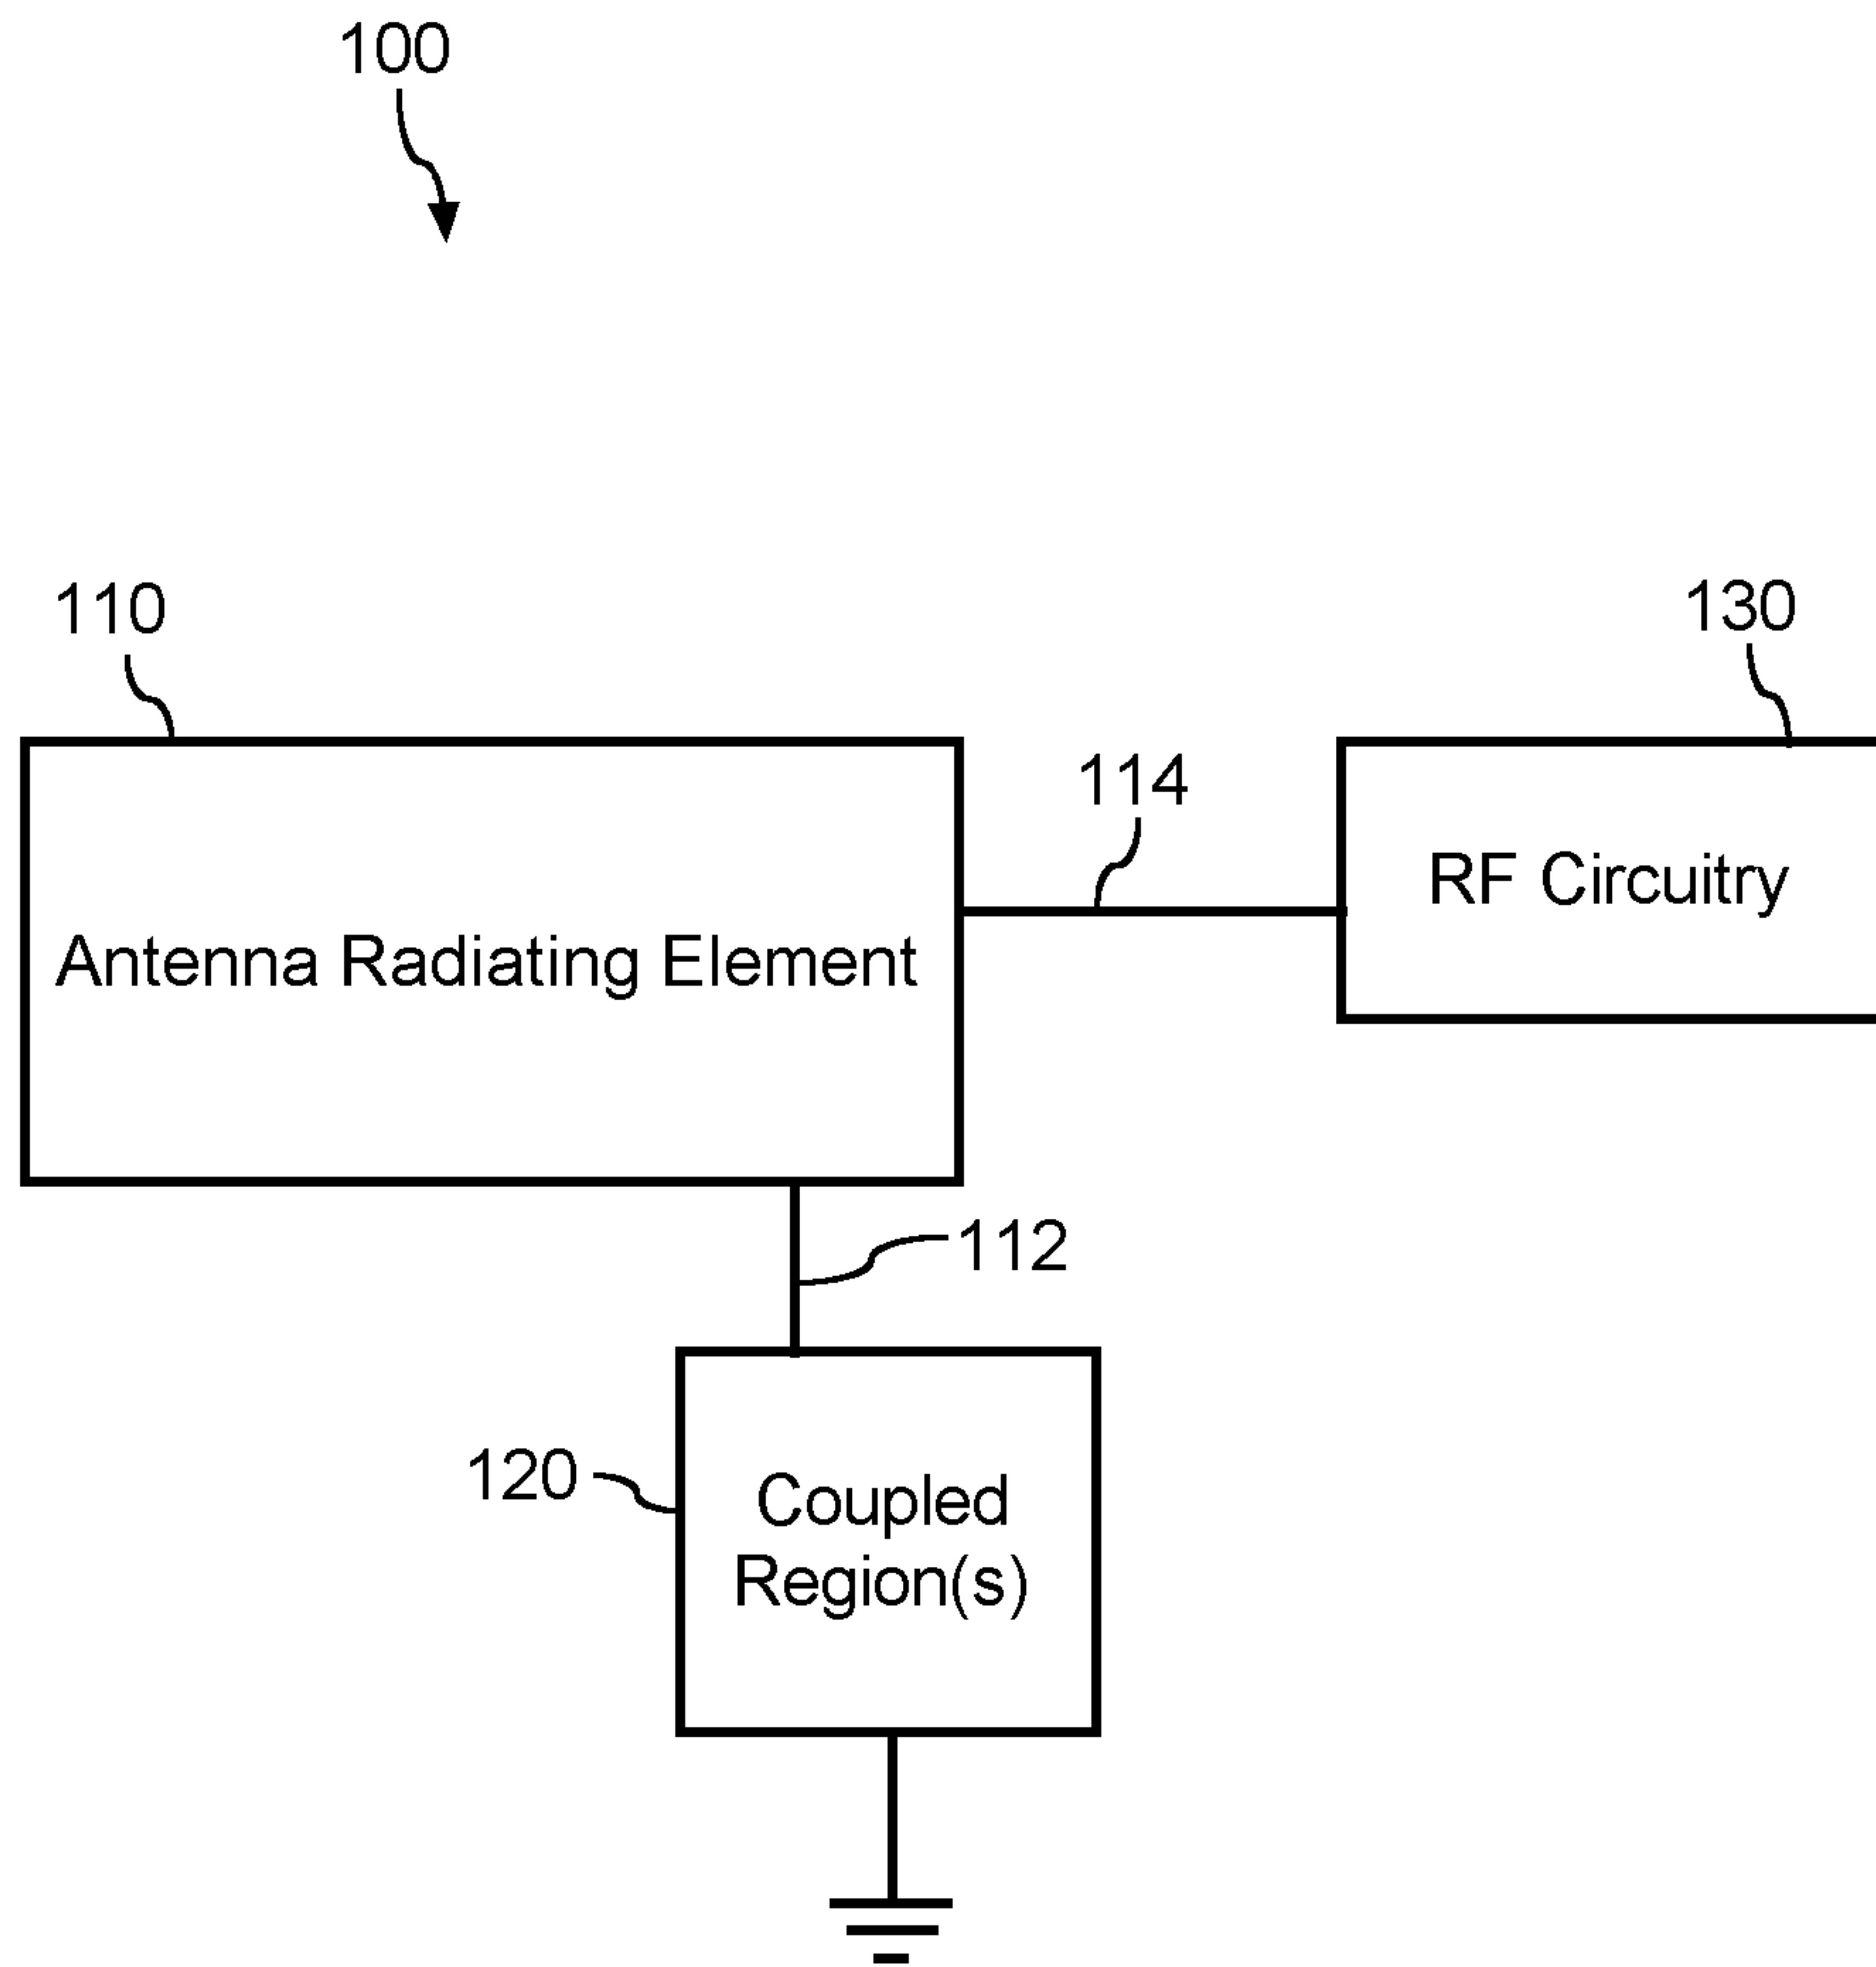 100
110
130
114
RF Circuitry
Antenna Radiating Element
112
120
Coupled
Region(s)